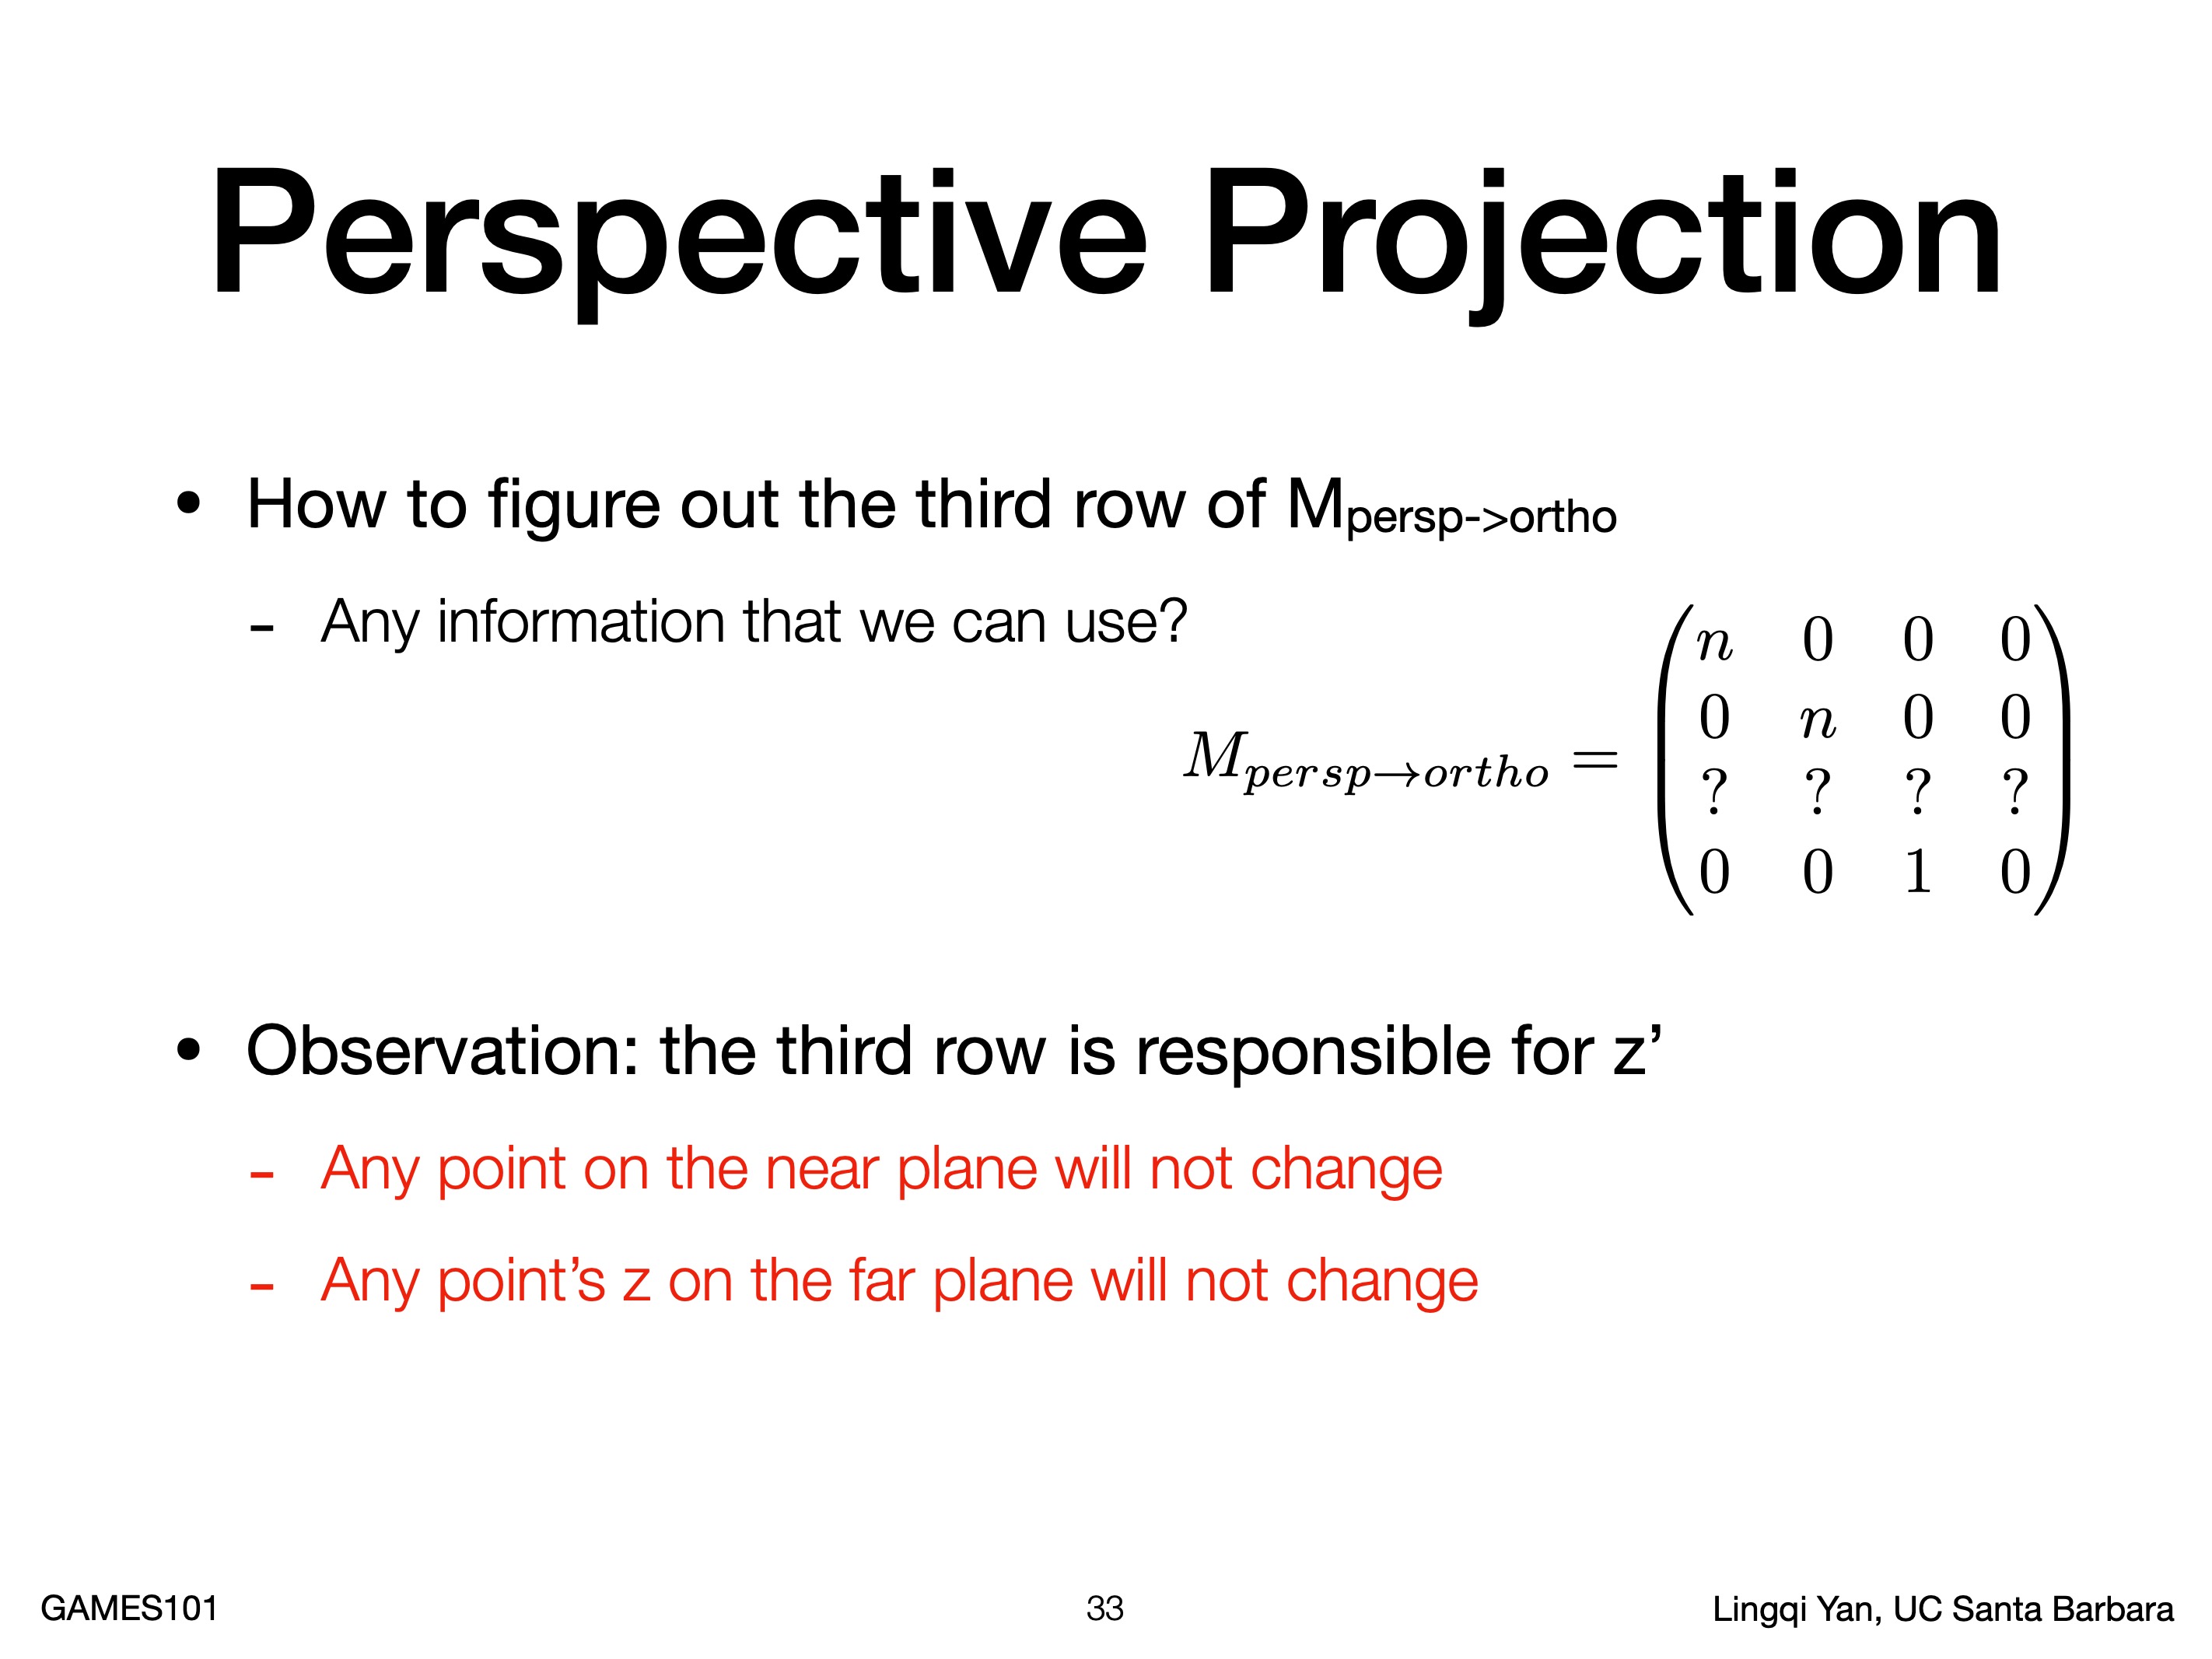 Perspective Projection
• How to figure out the third row of Mpersp->ortho
- Any information that we can use?
M_{persp→ortho} = \begin{pmatrix} n & 0 & 0 & 0 \\ 0 & n & 0 & 0 \\ ? & ? & ? & ? \\ 0 & 0 & 1 & 0 \end{pmatrix}
• Observation: the third row is responsible for z’
- Any point on the near plane will not change
- Any point’s z on the far plane will not change
GAMES101
33
Lingqi Yan, UC Santa Barbara